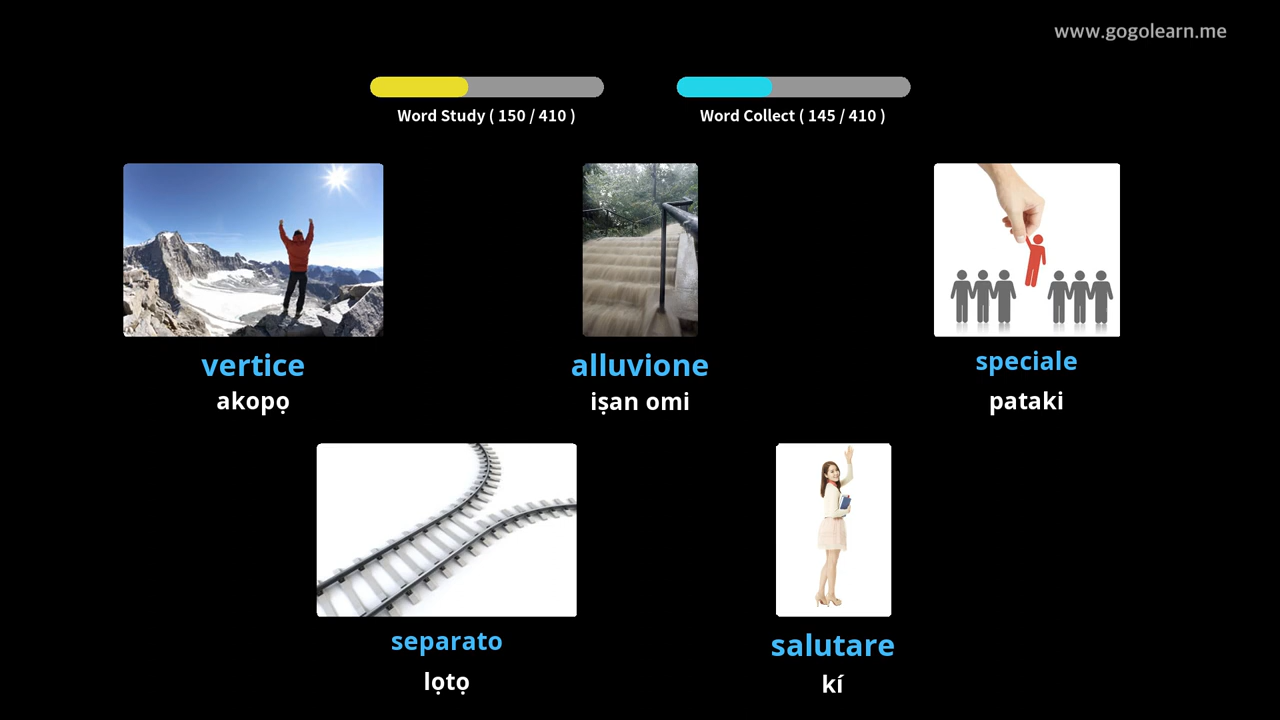 www.gogolearn.me
Word Study ( 150 / 410 )
Word Collect ( 145 / 410 )
vertice
akopọ
alluvione
iṣan omi
speciale
pataki
separato
lọtọ
salutare
kí